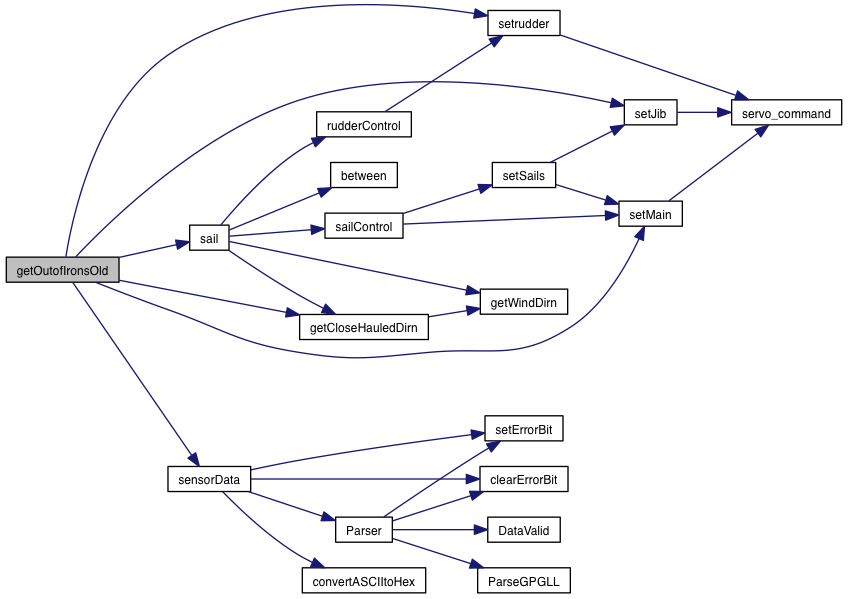 setrudder
setJib
servo_command
rudderControl
between
setSails
sailControl
setMain
sail
getOutofIronsOld
getWindDirn
getCloseHauledDirn
setErrorBit
sensorData
clearErrorBit
Parser
DataValid
convertASCIItoHex
ParseGPGLL